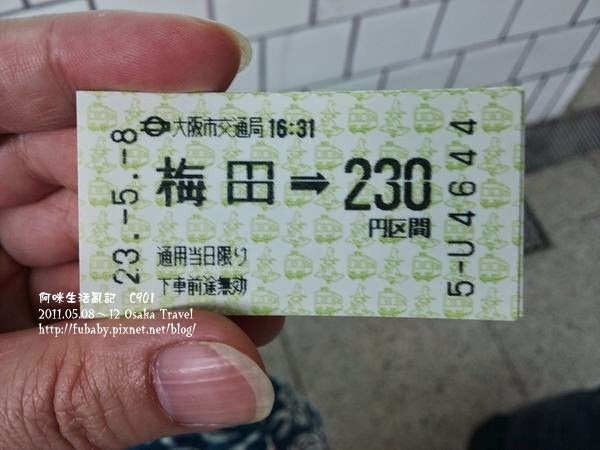 大阪市交通局 16:31
梅田➡230
円区間
通用当日限り
下車前途無効
23.-5.-8
5-U4644
阿咪生活亂記 C901
2011.05.08~12 Osaka Travel
http://fubaby.pixnet.net/blog/